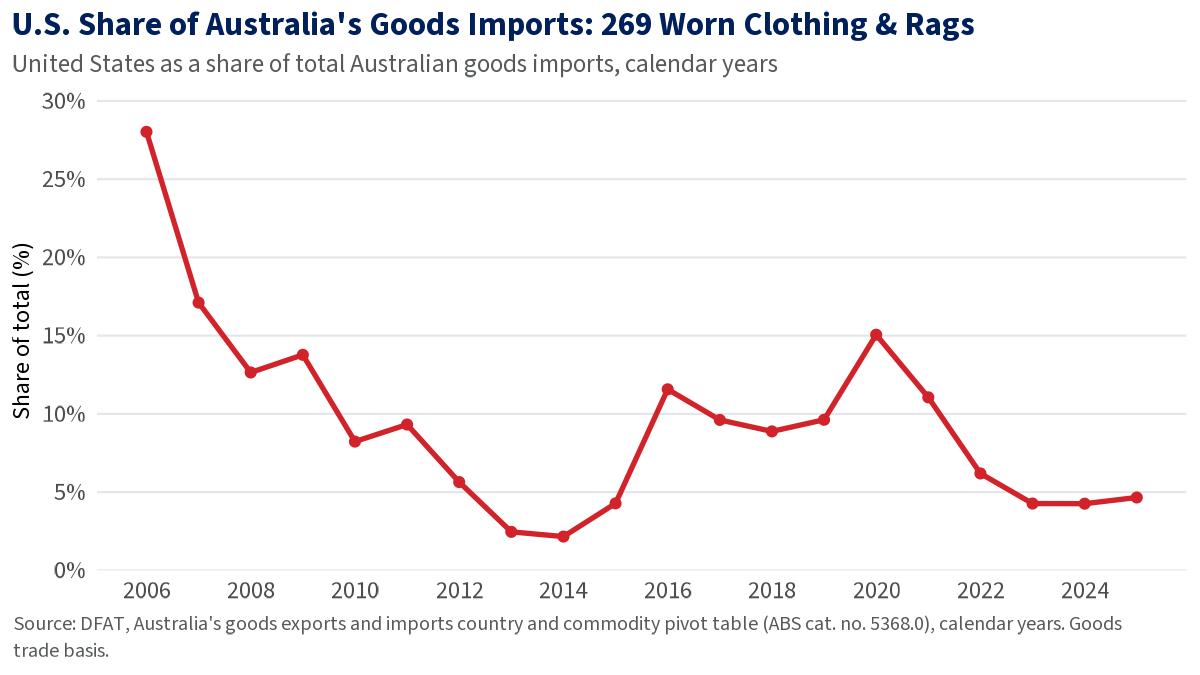 U.S. Share of Australia's Goods Imports: 269 Worn Clothing & Rags
United States as a share of total Australian goods imports, calendar years
Share of total (%)
30%
25%
20%
15%
10%
5%
0%
2006 2008 2010 2012 2014 2016 2018 2020 2022 2024
Source: DFAT, Australia's goods exports and imports country and commodity pivot table (ABS cat. no. 5368.0), calendar years. Goods
trade basis.